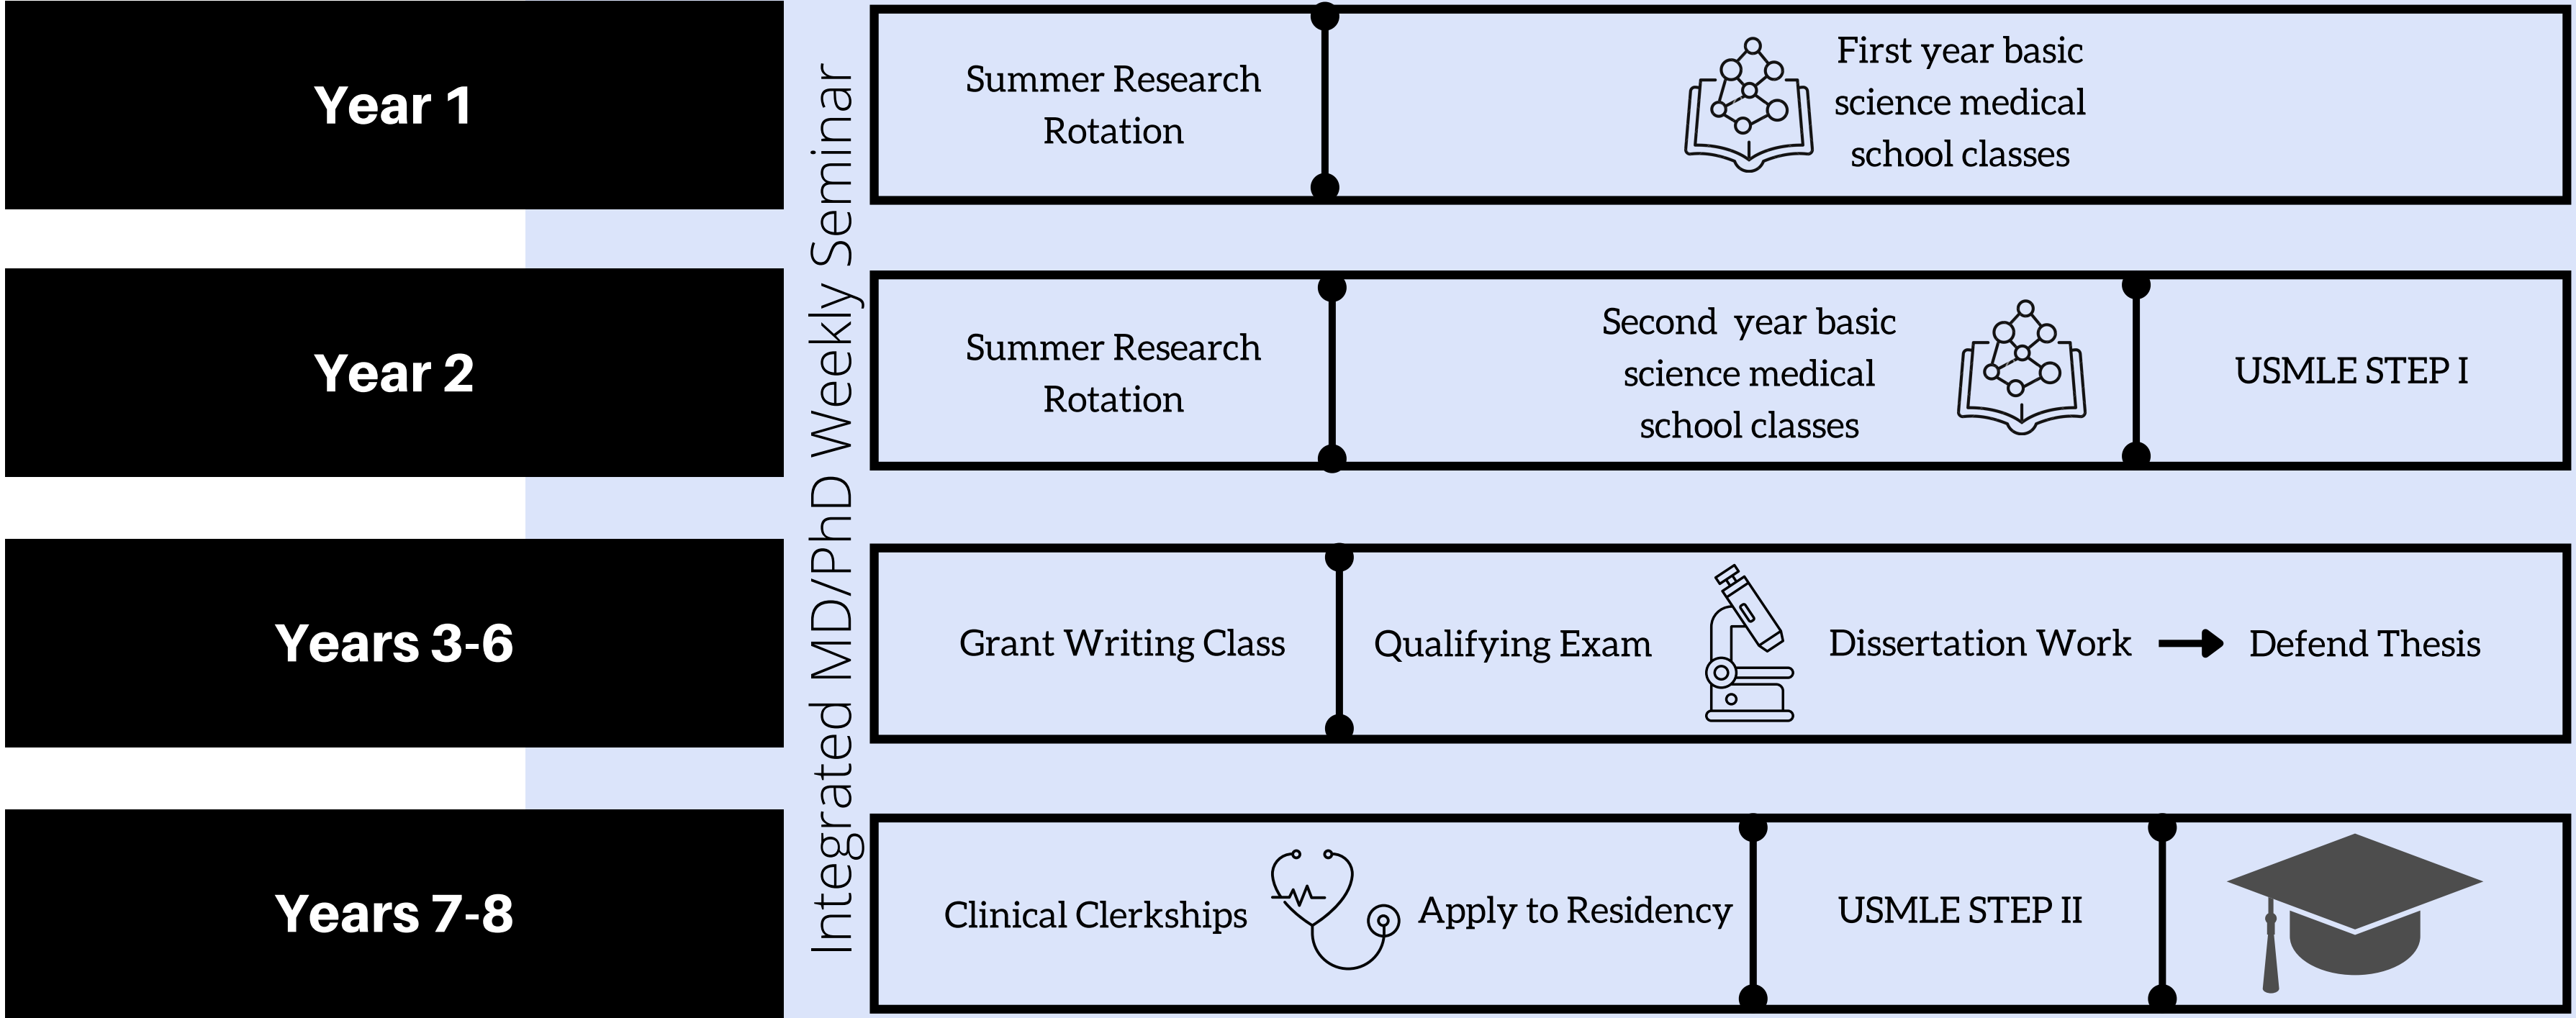 Year 1
Integrated MD/PhD Weekly Seminar
Summer Research
Rotation
First year basic
science medical
school classes
Year 2
Summer Research
Rotation
Second  year basic
science medical
school classes
USMLE STEP I
Years 3-6
Grant Writing Class
Qualifying Exam
Dissertation Work
Defend Thesis
Years 7-8
Clinical Clerkships
Apply to Residency
USMLE STEP II